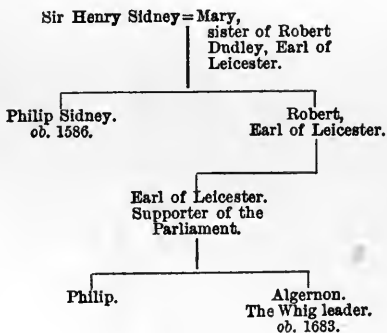 Sir Henry Sidney=Mary,
sister of Robert
Dudley, Earl of
Leicester.
Philip Sidney.
ob. 1586.
Robert,
Earl of Leicester.
Earl of Leicester.
Supporter of the
Parliament.
Philip.
Algernon.
The Whig leader.
ob. 1683.